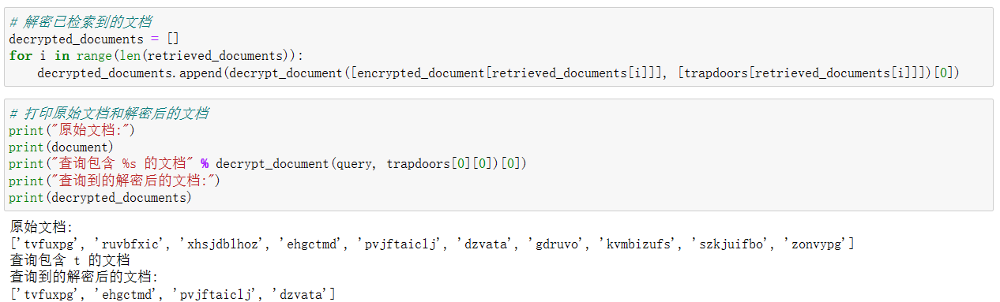 # 解密已检索到的文档
decrypted_documents = []
for i in range(len(retrieved_documents)):
    decrypted_documents.append(decrypt_document([encrypted_document[retrieved_documents[i]]], [trapdoors[retrieved_documents[i]]])[0])
# 打印原始文档和解密后的文档
print("原始文档:")
print(document)
print("查询包含 %s 的文档" % decrypt_document(query, trapdoors[0][0])[0])
print("查询到的解密后的文档:")
print(decrypted_documents)
原始文档:
['tvfuxpg', 'ruvbfxic', 'xhsjdblhoz', 'ehgctmd', 'pvjftaiclj', 'dzvata', 'gdruvo', 'kvmbizufs', 'szkjuifbo', 'zonvypg']
查询包含 t 的文档
查询到的解密后的文档:
['tvfuxpg', 'ehgctmd', 'pvjftaiclj', 'dzvata']